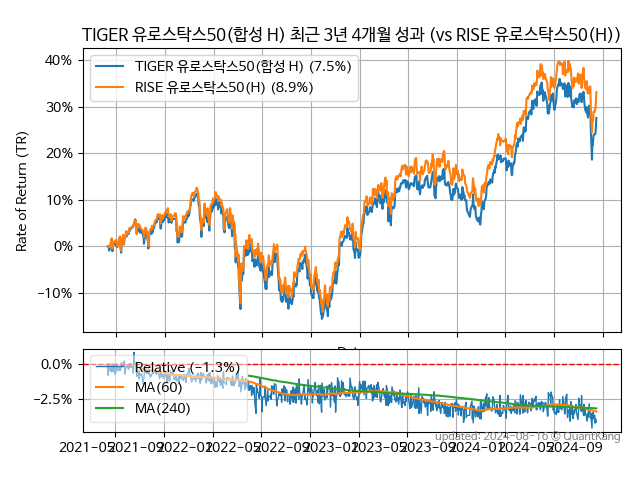 TIGER 유로스탁스50(합성 H) 최근 3년 4개월 성과 (vs RISE 유로스탁스50(H))
40%
30%
20%
10%
0%
−10%
Rate of Return (TR)
TIGER 유로스탁스50(합성 H) (7.5%)
RISE 유로스탁스50(H) (8.9%)
0.0%
−2.5%
Relative (−1.3%)
MA(60)
MA(240)
2021-05 2021-09 2022-01 2022-05 2022-09 2023-01 2023-05 2023-09 2024-01 2024-05 2024-09
updated: 2024-08-16 © QuantKang